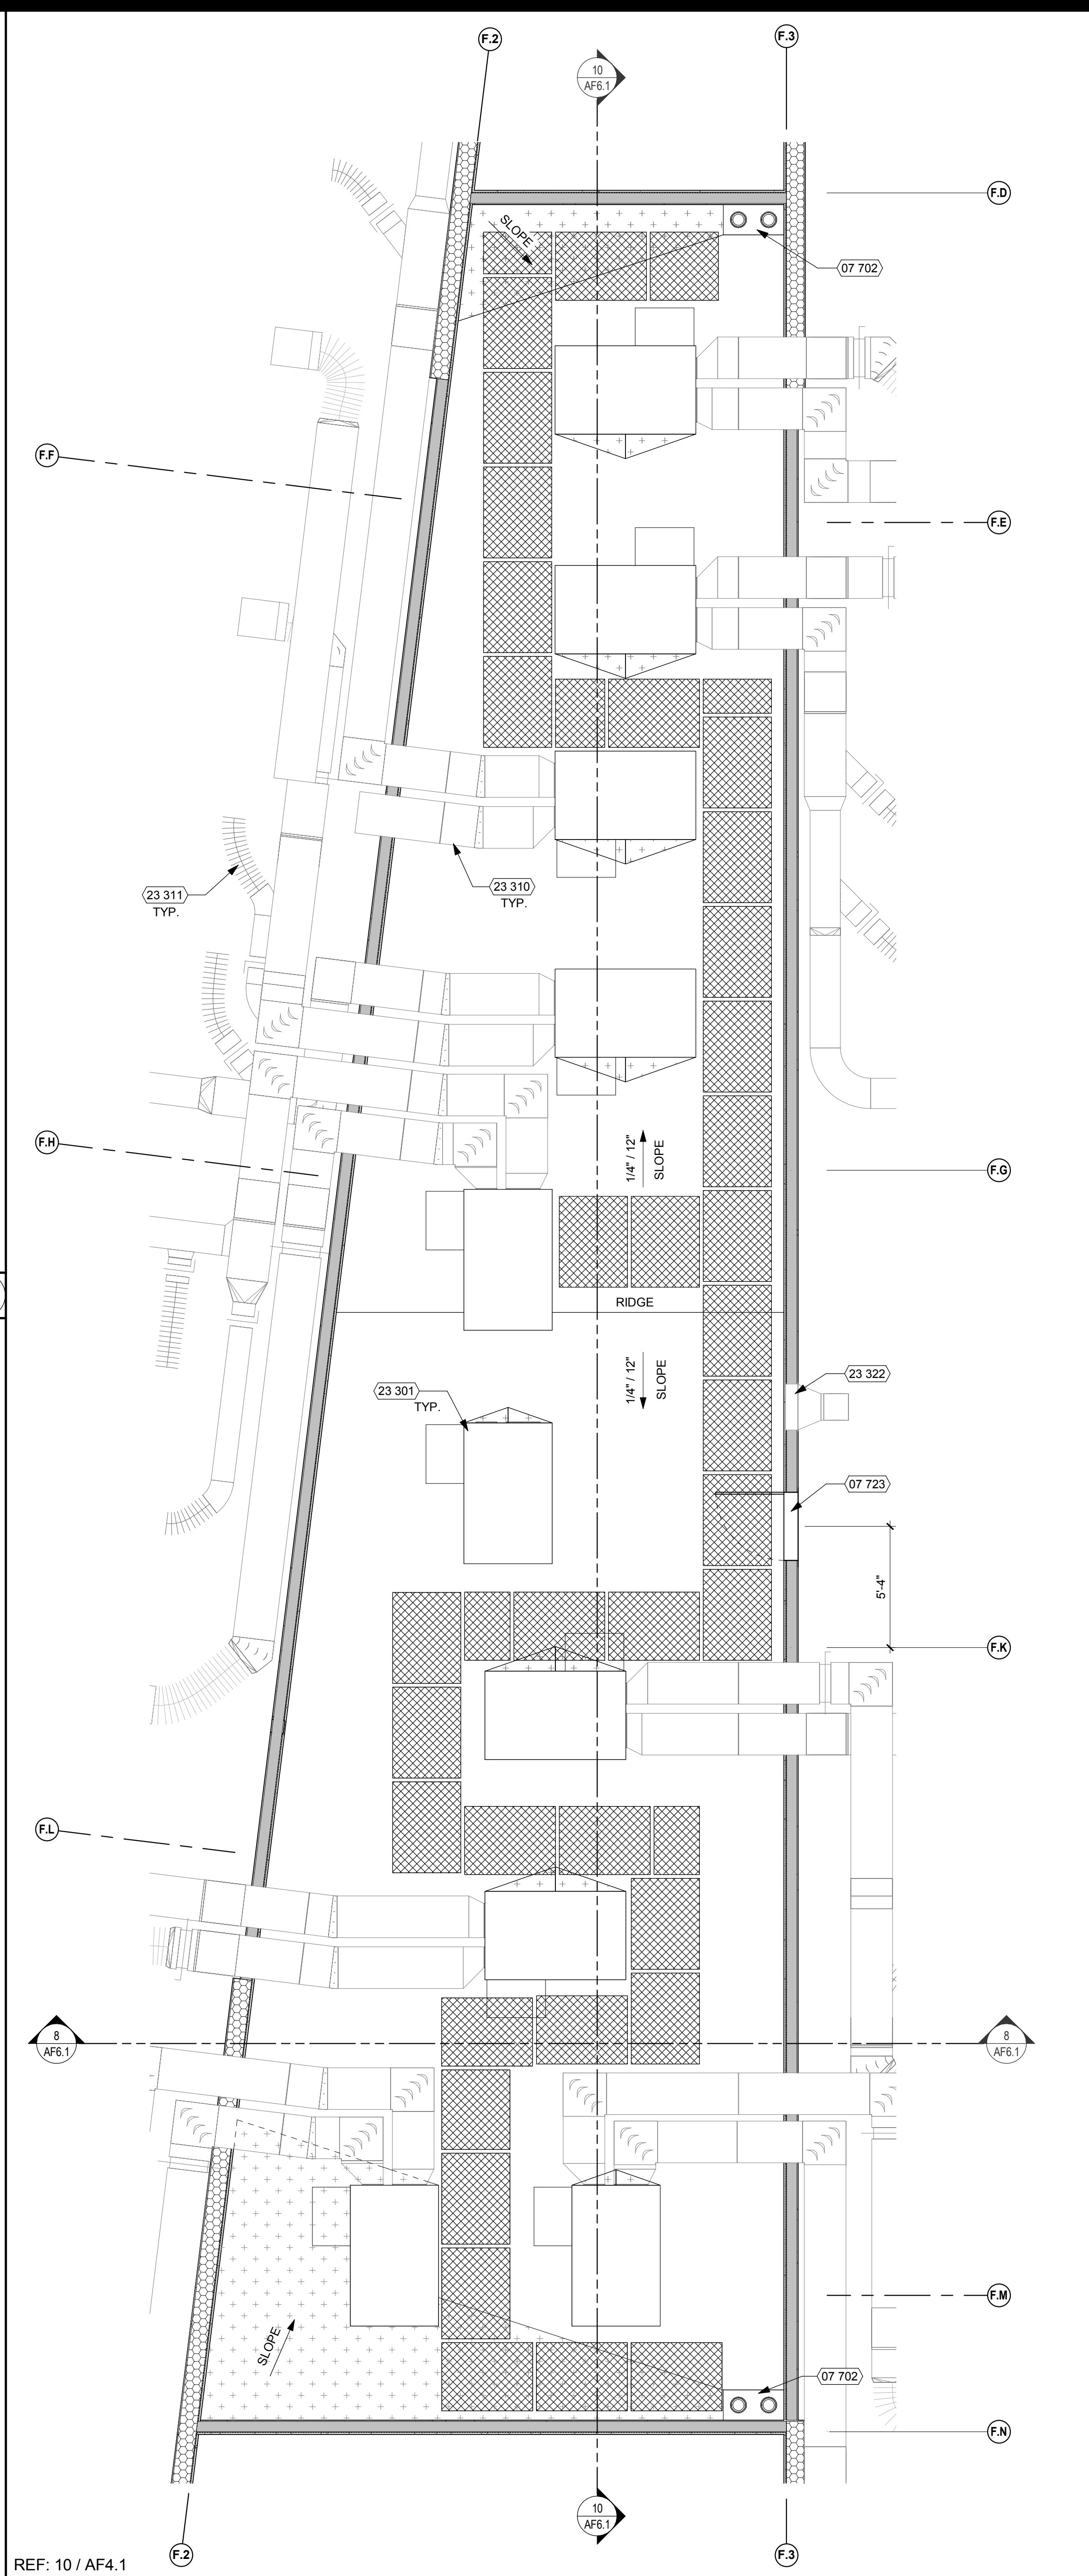 F.2
F.3
10
AF6.1
F.D
SLOPE
07 702
F.F
F.E
23 311
TYP.
23 310
TYP.
F.H
1/4" / 12"
SLOPE
F.G
RIDGE
1/4" / 12"
SLOPE
23 301
TYP.
23 322
07 723
5'-4"
F.K
F.L
8
AF6.1
8
AF6.1
SLOPE
F.M
07 702
F.N
10
AF6.1
F.2
F.3
REF: 10 / AF4.1